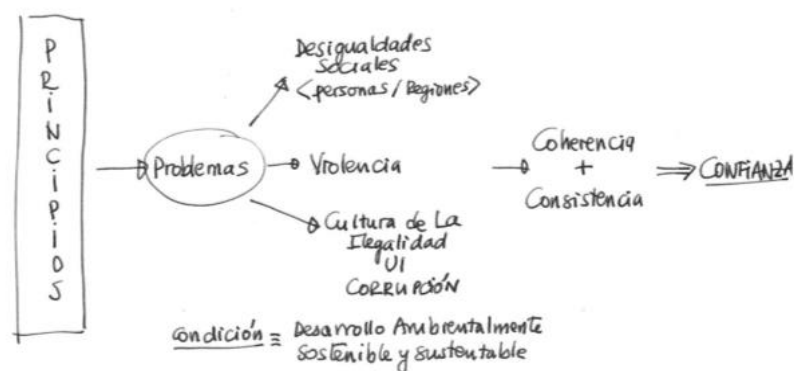 PRINCIPIOS
Problemas
Desigualdades
Sociales
<personas / Regiones>
Violencia
Cultura de La
Ilegalidad
UI
CORRUPCIÓN
Coherencia
+
Consistencia
CONFIANZA
Condición ≡ Desarrollo Ambientalmente
Sostenible y sustentable